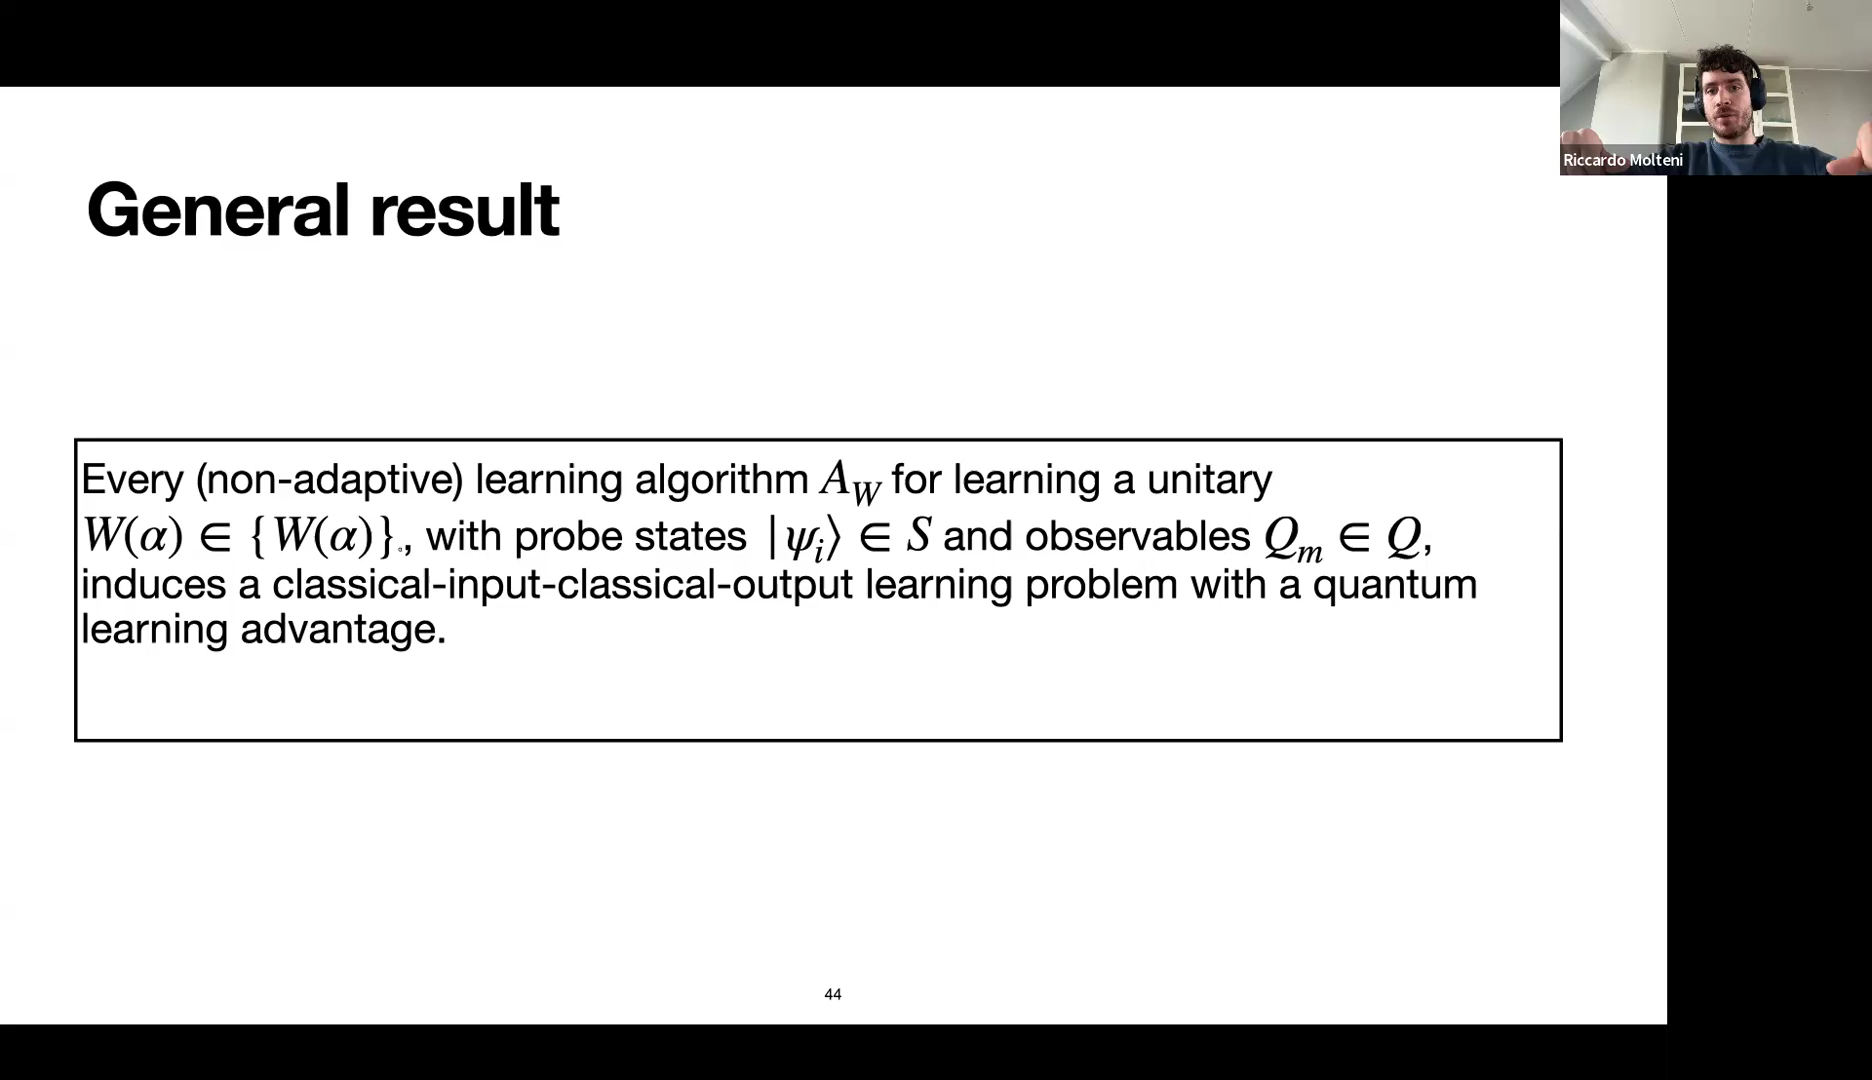 Riccardo Molteni
General result
Every (non-adaptive) learning algorithm A_W for learning a unitary
W(α) ∈ {W(α)}., with probe states |ψ_i⟩ ∈ S and observables Q_m ∈ Q,
induces a classical-input-classical-output learning problem with a quantum
learning advantage.
44